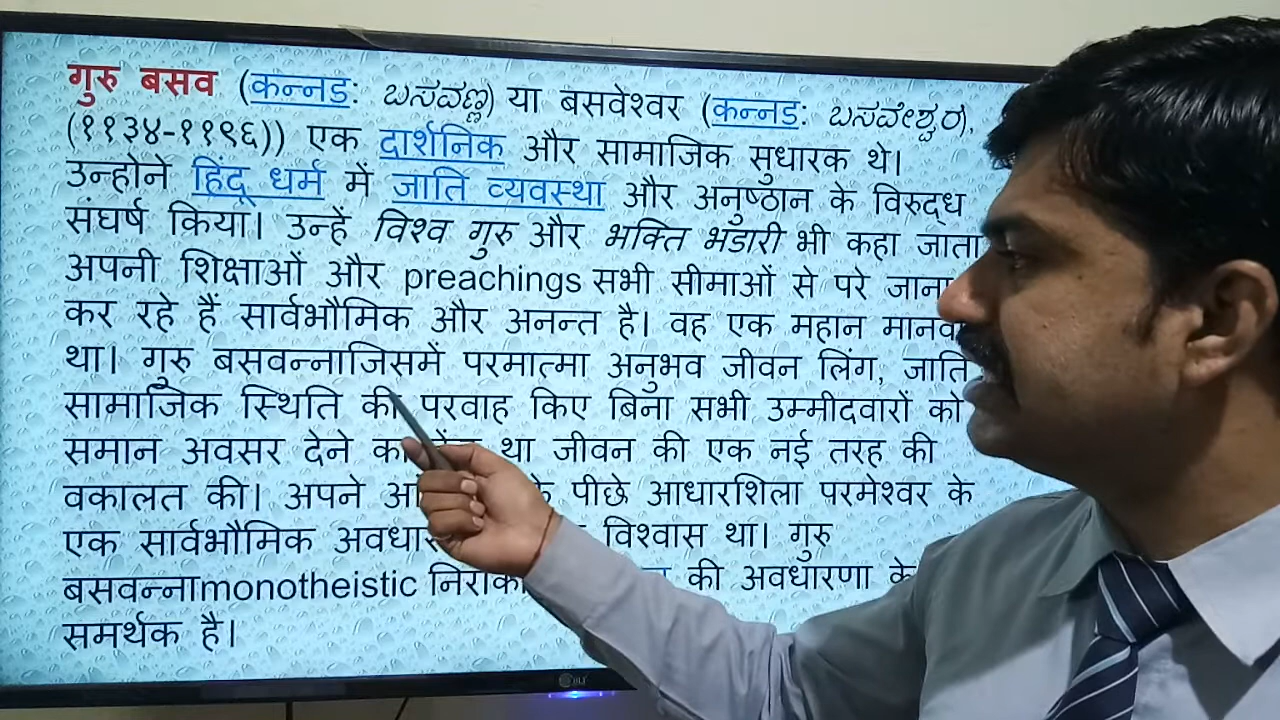 गुरु बसव (कन्नड: ಬಸವಣ್ಣ) या बसवेश्वर (कन्नड: ಬಸವೇಶ್ವರ),
(११३४-११९६)) एक दार्शनिक और सामाजिक सुधारक थे।
उन्होने हिंदू धर्म में जाति व्यवस्था और अनुष्ठान के विरुद्ध
संघर्ष किया। उन्हें विश्व गुरु और भक्ति भंडारी भी कहा जाता
अपनी शिक्षाओं और preachings सभी सीमाओं से परे
कर रहे हैं सार्वभौमिक और अनन्त है। वह एक महान
था। गुरु बसवन्नाजिसमें परमात्मा अनुभव जीवन लिंग, जाति
सामाजिक स्थिति की परवाह किए बिना सभी उम्मीदवारों को
समान अवसर देने था जीवन की एक नई तरह की
वकालत की। अपने पीछे आधारशिला परमेश्वर के
एक सार्वभौमिक विश्वास था। गुरु
बसवन्नाmonotheistic की अवधारणा के
समर्थक है।